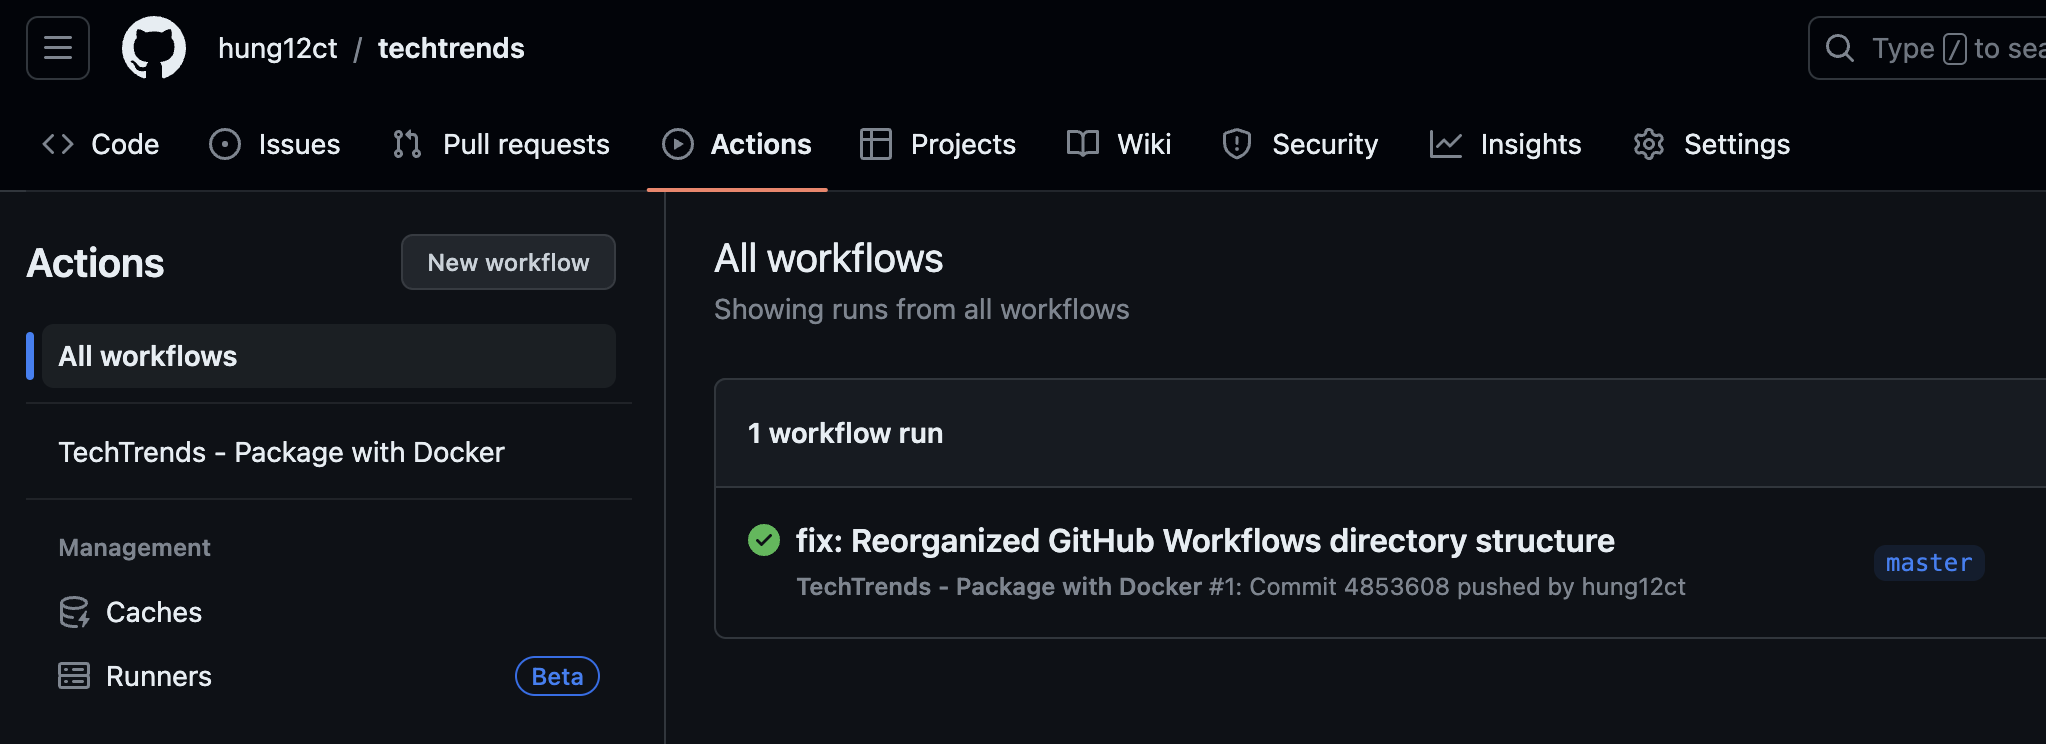 hung12ct / techtrends
Type / to sea
Code Issues Pull requests Actions Projects Wiki Security Insights Settings
Actions
New workflow
All workflows
TechTrends - Package with Docker
Management
Caches
Runners
Beta
All workflows
Showing runs from all workflows
1 workflow run
fix: Reorganized GitHub Workflows directory structure
TechTrends - Package with Docker #1: Commit 4853608 pushed by hung12ct
master